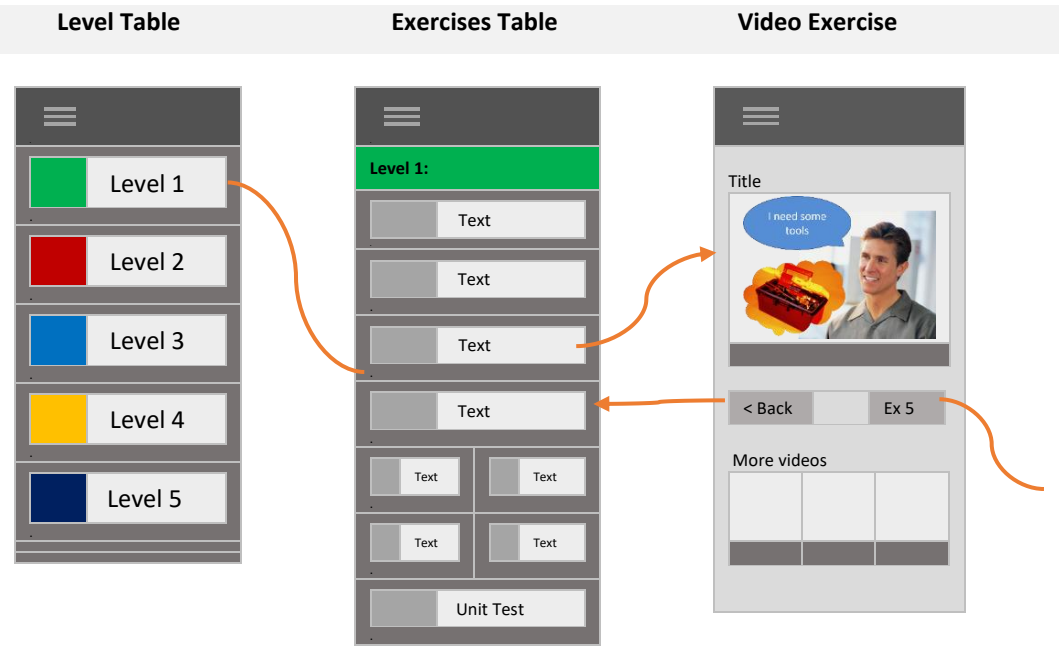 Level Table
Exercises Table
Video Exercise
Level 1
Level 2
Level 3
Level 4
Level 5
Level 1:
Text
Text
Text
Text
Text
Text
Text
Text
Unit Test
Title
I need some
tools
< Back
Ex 5
More videos